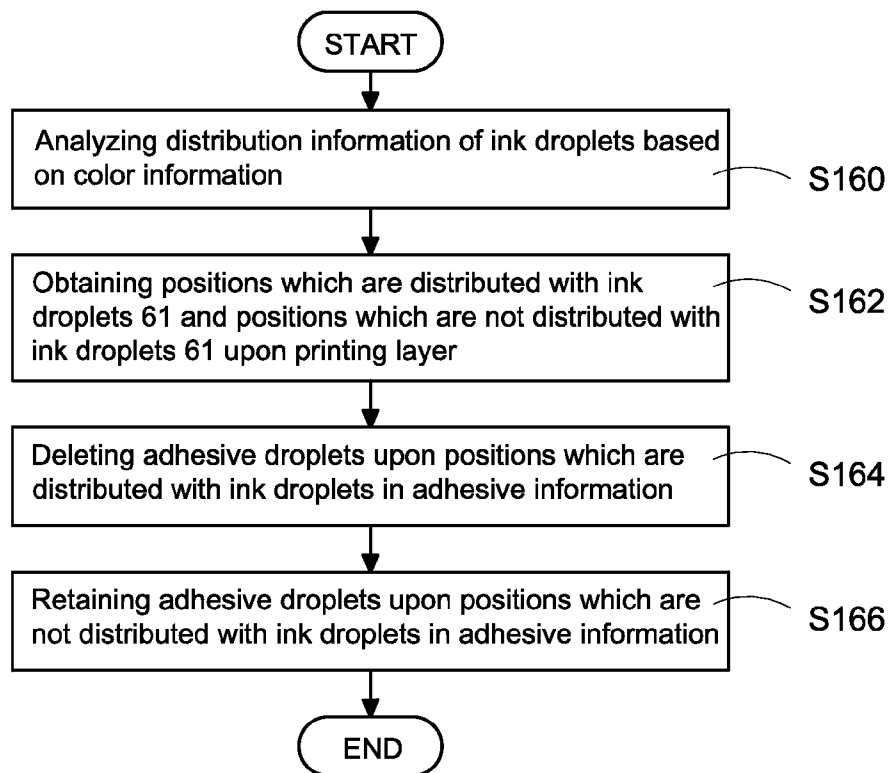 START
Analyzing distribution information of ink droplets based
on color information
S160
Obtaining positions which are distributed with ink
droplets 61 and positions which are not distributed with
ink droplets 61 upon printing layer
S162
Deleting adhesive droplets upon positions which are
distributed with ink droplets in adhesive information
S164
Retaining adhesive droplets upon positions which are
not distributed with ink droplets in adhesive information
S166
END